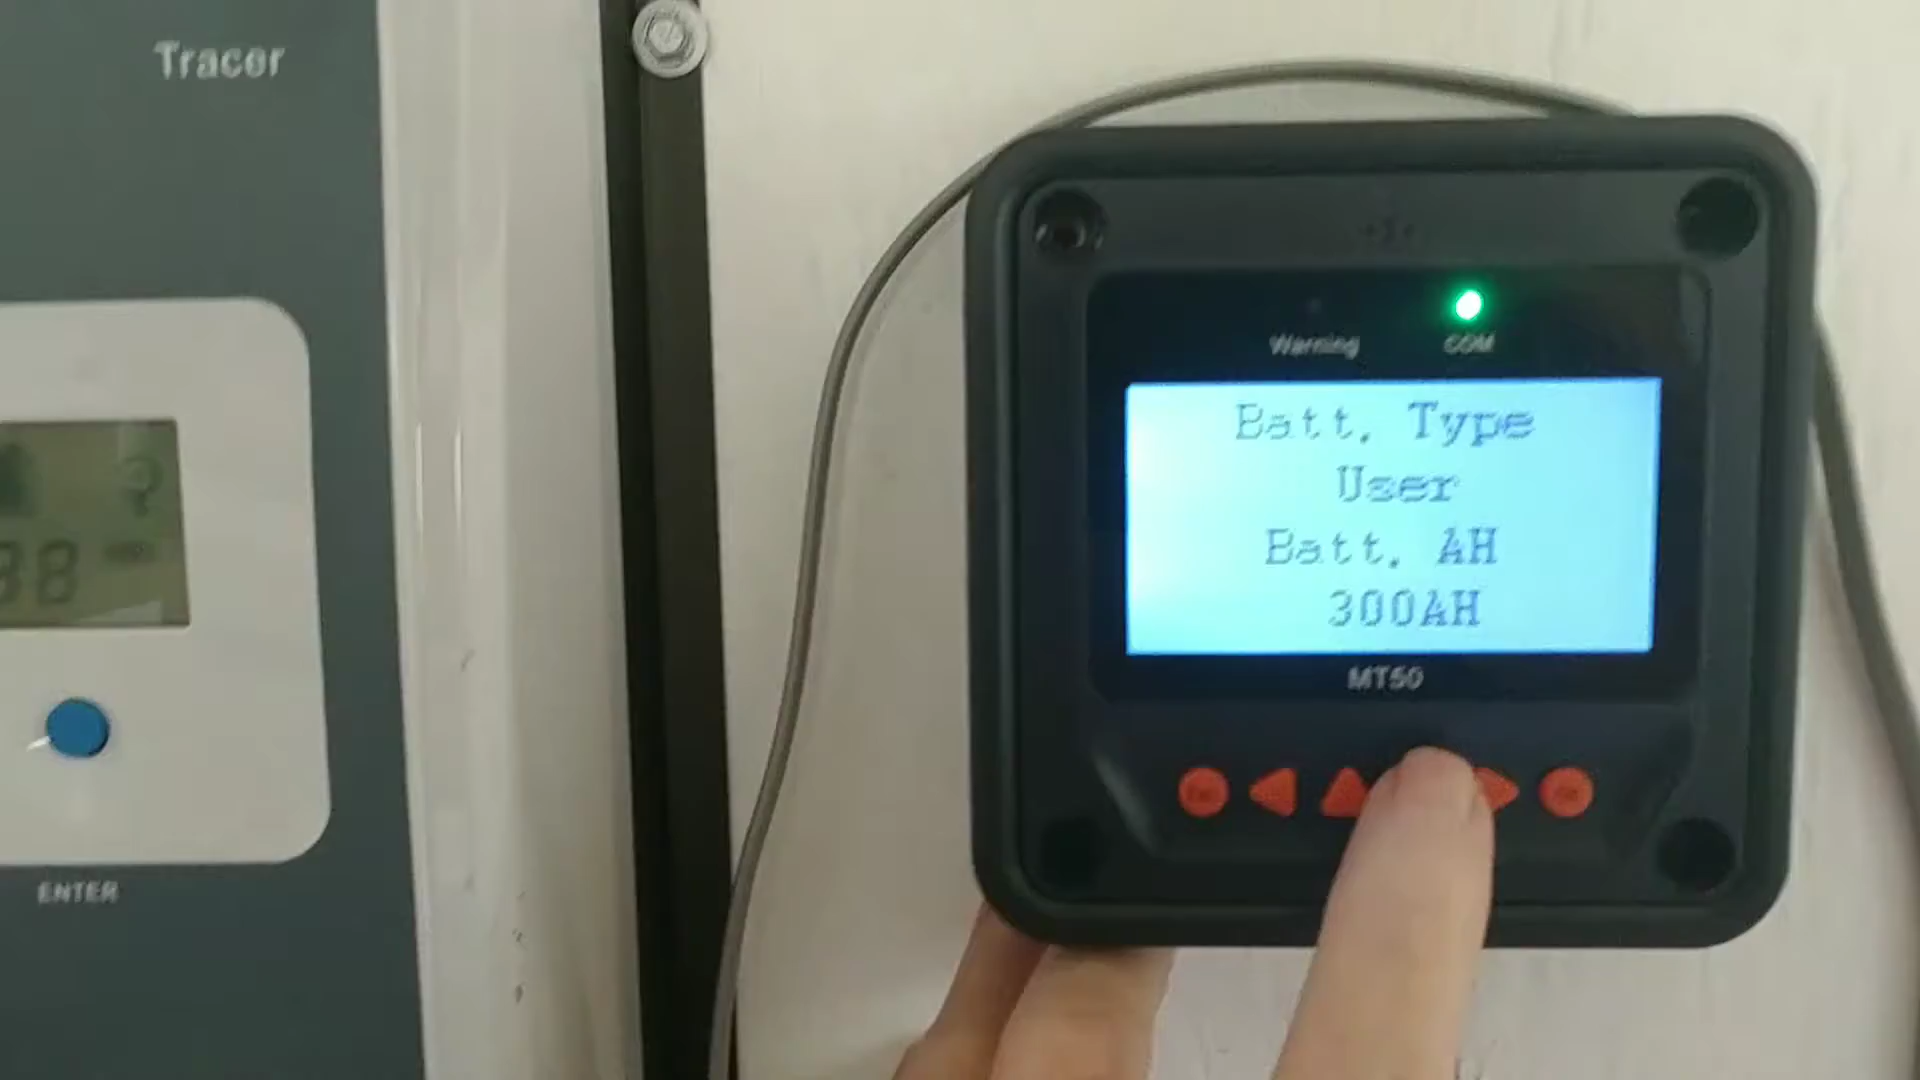 Tracer
Warning
COM
Batt. Type
User
Batt. AH
300AH
MT50
ENTER